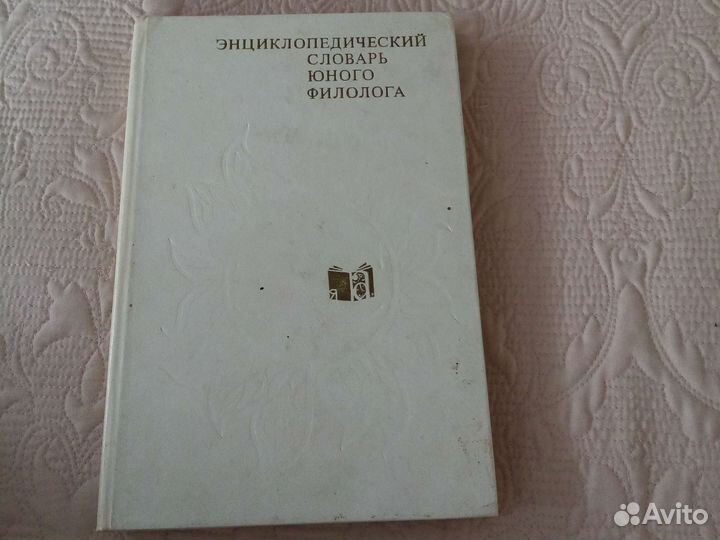 ЭНЦИКЛОПЕДИЧЕСКИЙ
СЛОВАРЬ
ЮНОГО
ФИЛОЛОГА
Я
Avito